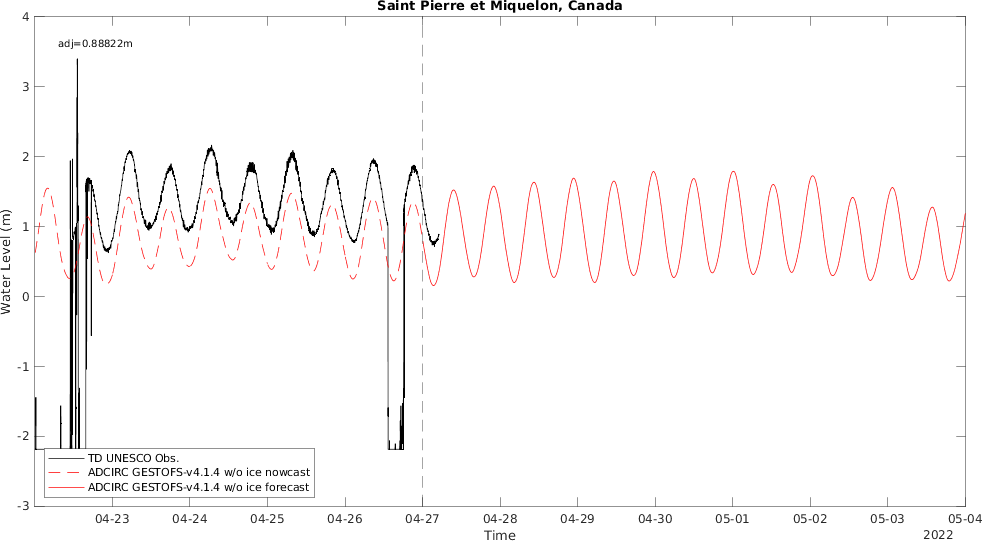 Saint Pierre et Miquelon, Canada
adj=0.88822m
4
3
2
1
0
-1
-2
-3
Water Level (m)
TD UNESCO Obs.
ADCIRC GESTOFS-v4.1.4 w/o ice nowcast
ADCIRC GESTOFS-v4.1.4 w/o ice forecast
04-23 04-24 04-25 04-26 04-27 04-28 04-29 04-30 05-01 05-02 05-03 05-04
Time
2022